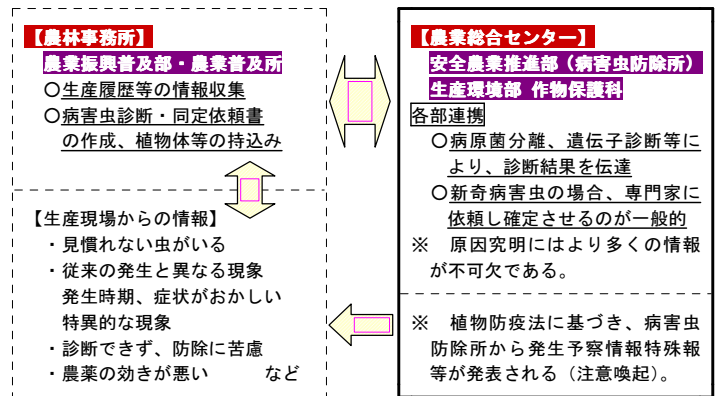 【農林事務所】
農業振興普及部・農業普及所
○生産履歴等の情報収集
○病害虫診断・同定依頼書
の作成、植物体等の持込み
【生産現場からの情報】
・見慣れない虫がいる
・従来の発生と異なる現象
発生時期、症状がおかしい
特異的な現象
・診断できず、防除に苦慮
・農薬の効きが悪い　　　など
【農業総合センター】
安全農業推進部（病害虫防除所）
生産環境部 作物保護科
各部連携
○病原菌分離、遺伝子診断等に
より、診断結果を伝達
○新奇病害虫の場合、専門家に
依頼し確定させるのが一般的
※　原因究明にはより多くの情報
が不可欠である。
※　植物防疫法に基づき、病害虫
防除所から発生予察情報特殊報
等が発表される（注意喚起）。